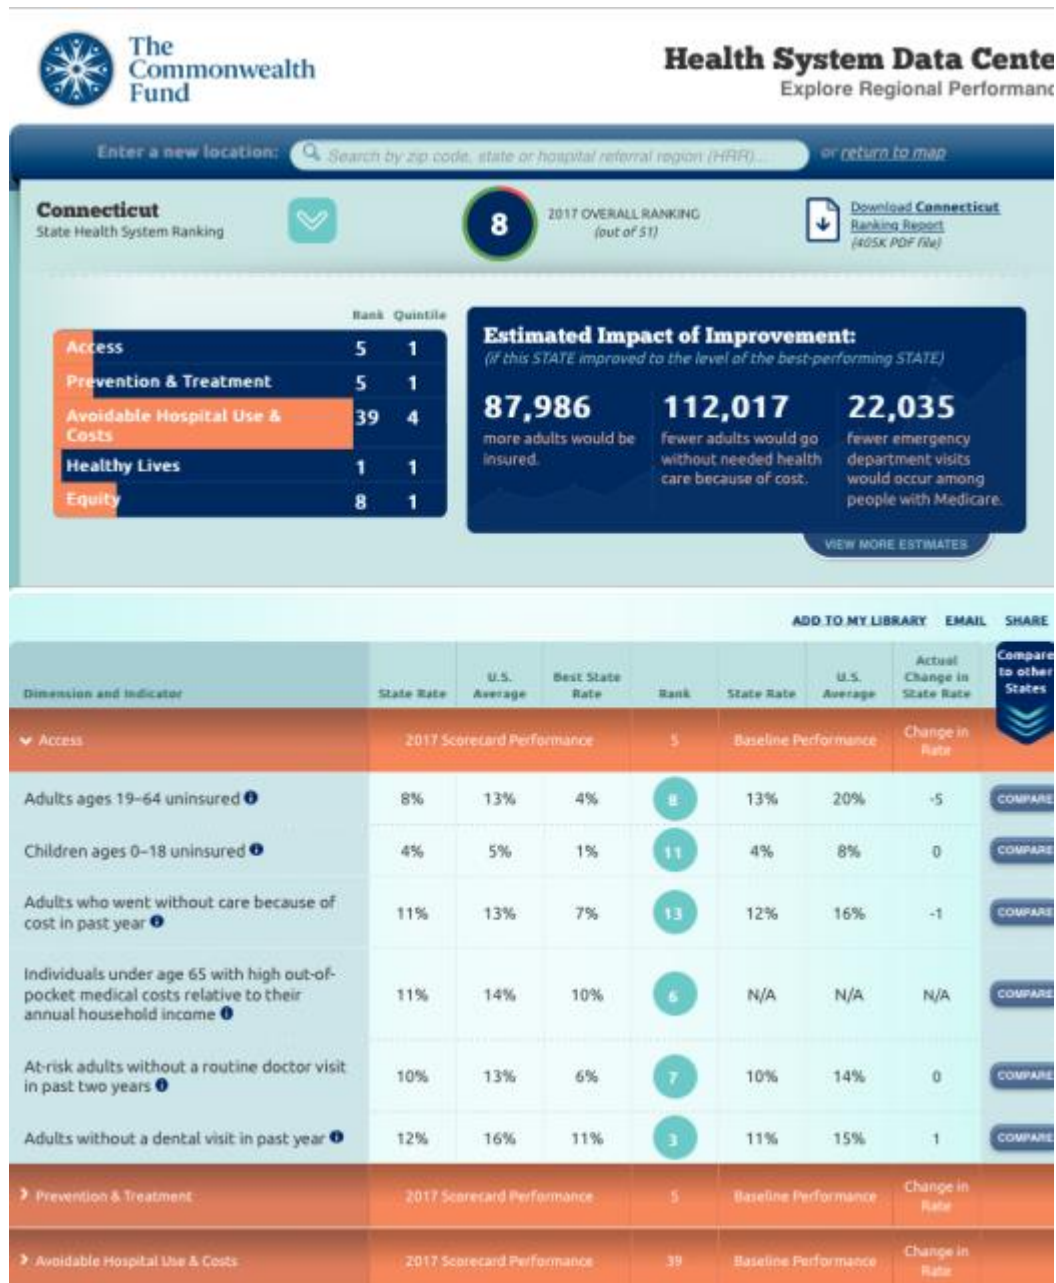 The
Commonwealth
Fund
Health System Data Cente
Explore Regional Performanc
Enter a new location:
Search by zip code, state or hospital referral region (HRR)...
or return to map
Connecticut
State Health System Ranking
8
2017 OVERALL RANKING
(out of 51)
Download Connecticut
Ranking Report
(405K PDF file)
Rank Quintile
Access 5 1
Prevention & Treatment 5 1
Avoidable Hospital Use &
Costs 39 4
Healthy Lives 1 1
Equity 8 1
Estimated Impact of Improvement:
(if this STATE improved to the level of the best-performing STATE)
87,986
more adults would be
insured.
112,017
fewer adults would go
without needed health
care because of cost.
22,035
fewer emergency
department visits
would occur among
people with Medicare.
VIEW MORE ESTIMATES
ADD TO MY LIBRARY EMAIL SHARE
Dimension and Indicator
State Rate
U.S.
Average
Best State
Rate
Rank
State Rate
U.S.
Average
Actual
Change in
State Rate
Compare
to other
States
Access 2017 Scorecard Performance 5 Baseline Performance Change in
Rate
Adults ages 19–64 uninsured 8% 13% 4% 8 13% 20% -5 COMPARE
Children ages 0–18 uninsured 4% 5% 1% 11 4% 8% 0 COMPARE
Adults who went without care because of
cost in past year 11% 13% 7% 13 12% 16% -1 COMPARE
Individuals under age 65 with high out-of-
pocket medical costs relative to their
annual household income 11% 14% 10% 6 N/A N/A N/A COMPARE
At-risk adults without a routine doctor visit
in past two years 10% 13% 6% 7 10% 14% 0 COMPARE
Adults without a dental visit in past year 12% 16% 11% 3 11% 15% 1 COMPARE
Prevention & Treatment 2017 Scorecard Performance 5 Baseline Performance Change in
Rate
Avoidable Hospital Use & Costs 2017 Scorecard Performance 39 Baseline Performance Change in
Rate